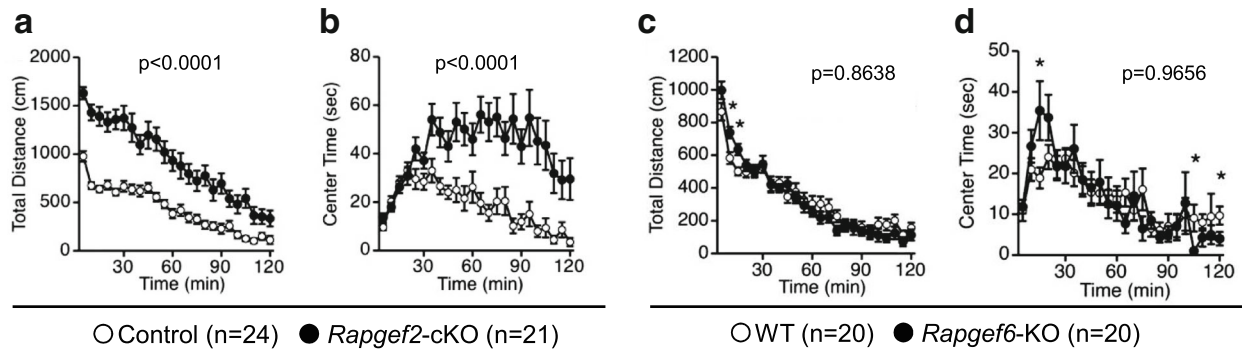 a
b
c
d
p<0.0001
Total Distance (cm)
2000
1500
1000
500
0
30
60
90
120
Time (min)
p<0.0001
Center Time (sec)
80
60
40
20
0
30
60
90
120
Time (min)
p=0.8638
Total Distance (cm)
1200
1000
800
600
400
200
0
* *
30
60
90
120
Time (min)
p=0.9656
Center Time (sec)
50
40
30
20
10
0
*
*
*
30
60
90
120
Time (min)
Control (n=24) Rapgef2-cKO (n=21)
WT (n=20) Rapgef6-KO (n=20)